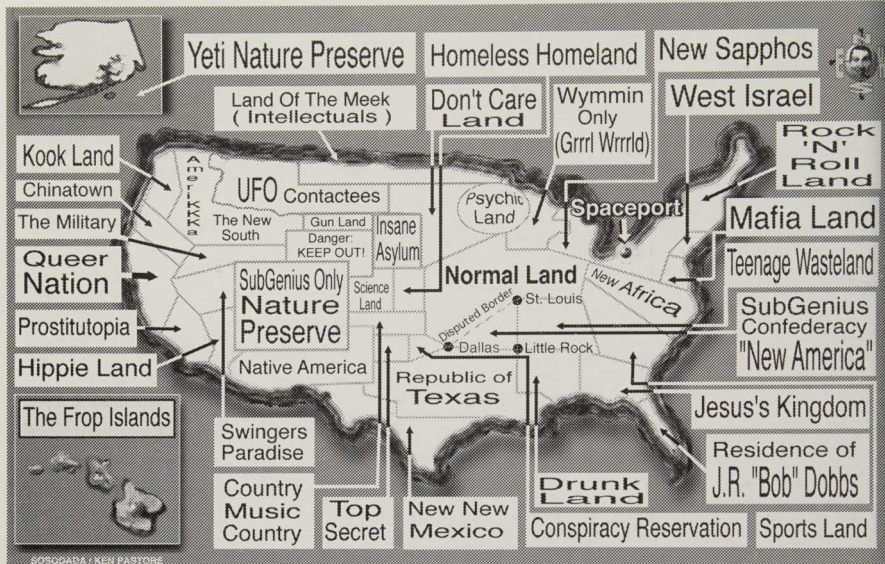 Yeti Nature Preserve
Homeless Homeland
New Sapphos
Land Of The Meek
( Intellectuals )
Don't Care
Land
Wymmin
Only
(Grrrl Wrrrld)
West Israel
Rock
'N'
Roll
Land
Kook Land
Chinatown
The Military
Queer
Nation
Prostitutopia
Hippie Land
AmeriKKKa
UFO Contactees
The New
South
Gun Land
Danger:
KEEP OUT!
Insane
Asylum
Psychic
Land
Spaceport
Mafia Land
Teenage Wasteland
SubGenius Only
Nature
Preserve
Science
Land
Normal Land
New Africa
St. Louis
Disputed Border
Dallas
Little Rock
SubGenius
Confederacy
"New America"
Native America
Republic of
Texas
Jesus's Kingdom
The Frop Islands
Swingers
Paradise
Residence of
J.R. "Bob" Dobbs
Country
Music
Country
Top
Secret
New New
Mexico
Drunk
Land
Conspiracy Reservation
Sports Land
SOSODADA / KEN PASTORE